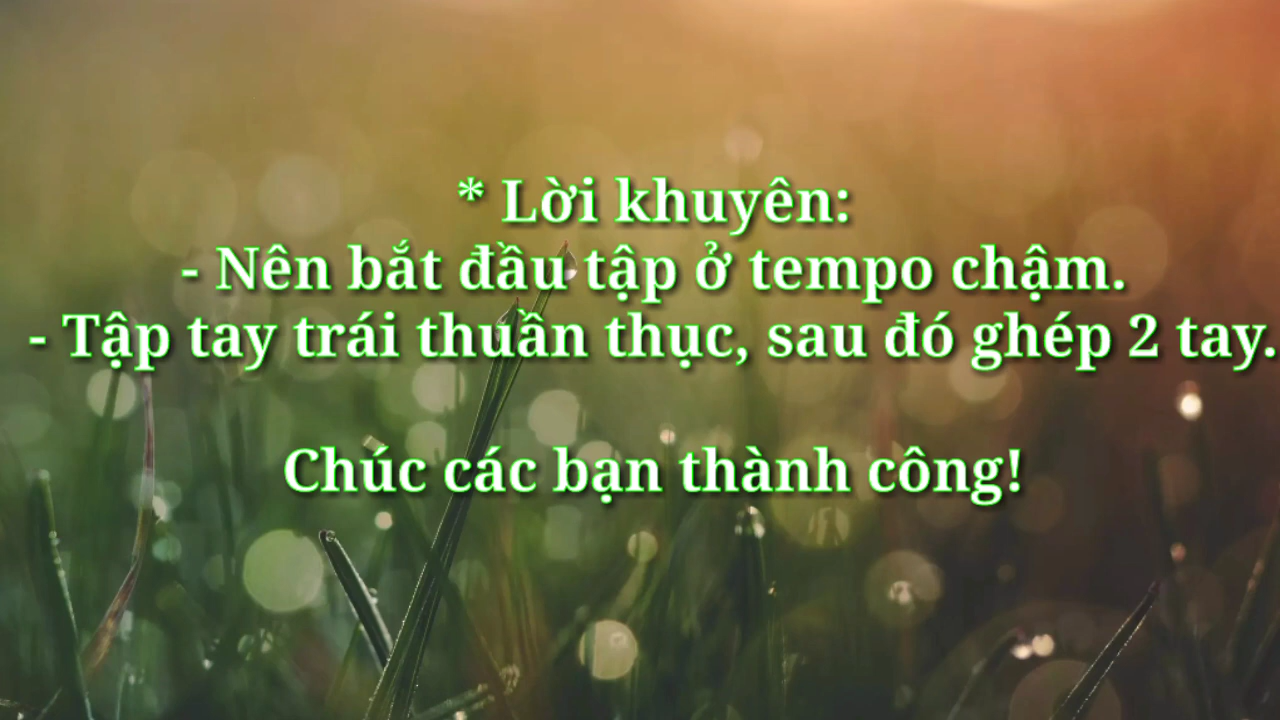 * Lời khuyên:
- Nên bắt đầu tập ở tempo chậm.
- Tập tay trái thuần thục, sau đó ghép 2 tay.
Chúc các bạn thành công!